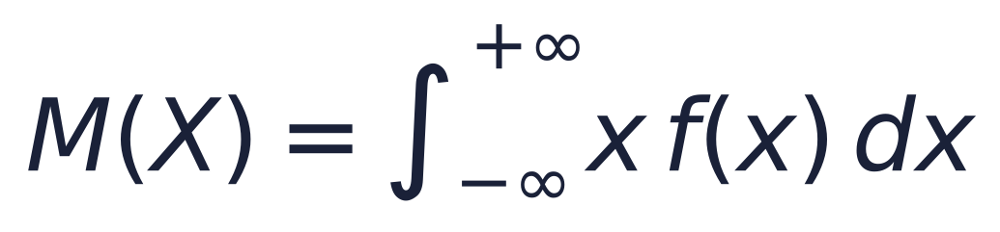 M(X) = ∫_{-∞}^{+∞} x f(x) dx